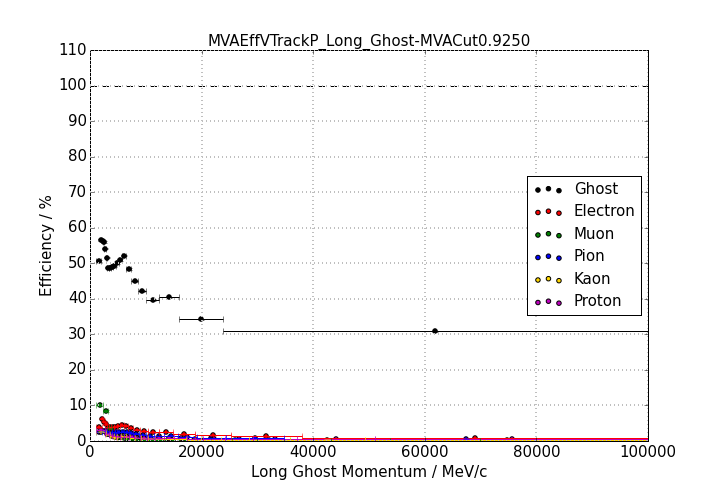 MVAEffVTrackP_Long_Ghost-MVACut0.9250
110
100
90
80
70
60
50
40
30
20
10
0
Efficiency / %
Ghost
Electron
Muon
Pion
Kaon
Proton
0 20000 40000 60000 80000 100000
Long Ghost Momentum / MeV/c